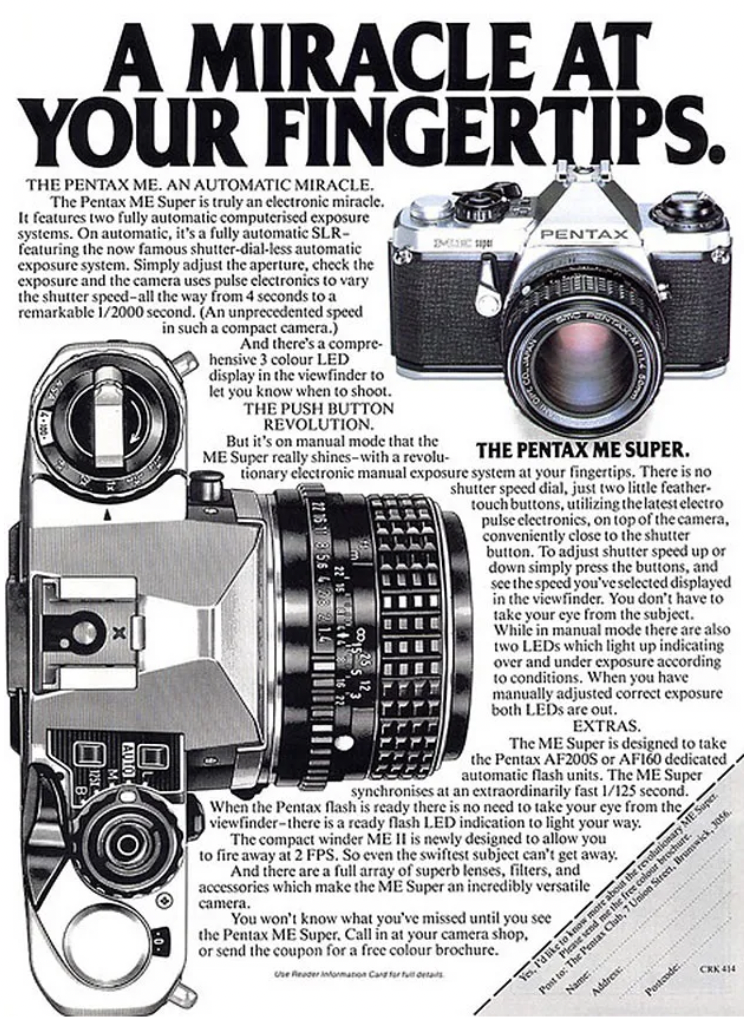 A MIRACLE AT
YOUR FINGERTIPS.
THE PENTAX ME. AN AUTOMATIC MIRACLE.
The Pentax ME Super is truly an electronic miracle.
It features two fully automatic computerised exposure
systems. On automatic, it's a fully automatic SLR–
featuring the now famous shutter-dial-less automatic
exposure system. Simply adjust the aperture, check the
exposure and the camera uses pulse electronics to vary
the shutter speed–all the way from 4 seconds to a
remarkable 1/2000 second. (An unprecedented speed
in such a compact camera.)
And there's a compre-
hensive 3 colour LED
display in the viewfinder to
let you know when to shoot.
THE PUSH BUTTON
REVOLUTION.
But it's on manual mode that the
ME Super really shines–with a revolu-
tionary electronic manual exposure system at your fingertips. There is no
shutter speed dial, just two little feather-
touch buttons, utilizing the latest electro
pulse electronics, on top of the camera,
conveniently close to the shutter
button. To adjust shutter speed up or
down simply press the buttons, and
see the speed you've selected displayed
in the viewfinder. You don't have to
take your eye from the subject.
While in manual mode there are also
two LEDs which light up indicating
over and under exposure according
to conditions. When you have
manually adjusted correct exposure
both LEDs are out.
EXTRAS.
The ME Super is designed to take
the Pentax AF200S or AF160 dedicated
automatic flash units. The ME Super
synchronises at an extraordinarily fast 1/125 second.
When the Pentax flash is ready there is no need to take your eye from the
viewfinder–there is a ready flash LED indication to light your way.
The compact winder ME II is newly designed to allow you
to fire away at 2 FPS. So even the swiftest subject can't get away.
And there are a full array of superb lenses, filters, and
accessories which make the ME Super an incredibly versatile
camera.
You won't know what you've missed until you see
the Pentax ME Super. Call in at your camera shop,
or send the coupon for a free colour brochure.
Use Reader Information Card for full details.
ME super
PENTAX
SMC PENTAX-M 1:1.4 50mm
THE PENTAX ME SUPER.
AUTO
M
125X
B
L
Yes, I'd like to know more about the revolutionary ME Super.
Please send me the free colour brochure.
Post to: The Pentax Club, 7 Union Street, Brunswick, 3056.
Name:
Address:
Postcode:
CRK 414